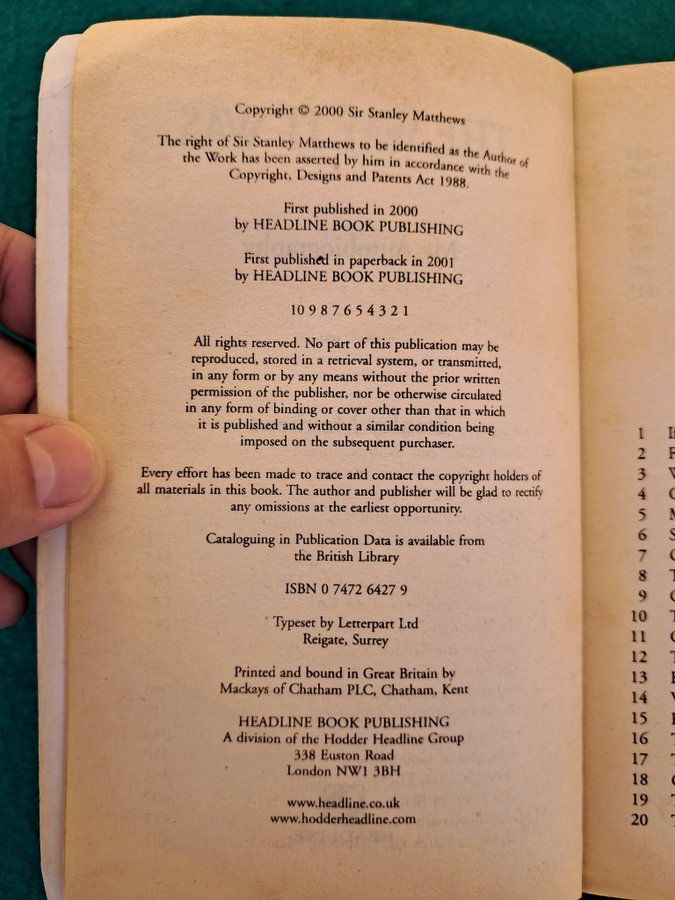 Copyright © 2000 Sir Stanley Matthews
The right of Sir Stanley Matthews to be identified as the Author of
the Work has been asserted by him in accordance with the
Copyright, Designs and Patents Act 1988.
First published in 2000
by HEADLINE BOOK PUBLISHING
First published in paperback in 2001
by HEADLINE BOOK PUBLISHING
10 9 8 7 6 5 4 3 2 1
All rights reserved. No part of this publication may be
reproduced, stored in a retrieval system, or transmitted,
in any form or by any means without the prior written
permission of the publisher, nor be otherwise circulated
in any form of binding or cover other than that in which
it is published and without a similar condition being
imposed on the subsequent purchaser.
Every effort has been made to trace and contact the copyright holders of
all materials in this book. The author and publisher will be glad to rectify
any omissions at the earliest opportunity.
Cataloguing in Publication Data is available from
the British Library
ISBN 0 7472 6427 9
Typeset by Letterpart Ltd
Reigate, Surrey
Printed and bound in Great Britain by
Mackays of Chatham PLC, Chatham, Kent
HEADLINE BOOK PUBLISHING
A division of the Hodder Headline Group
338 Euston Road
London NW1 3BH
www.headline.co.uk
www.hodderheadline.com
1
2
3
4
5
6
7
8
9
10
11
12
13
14
15
16
17
18
19
20